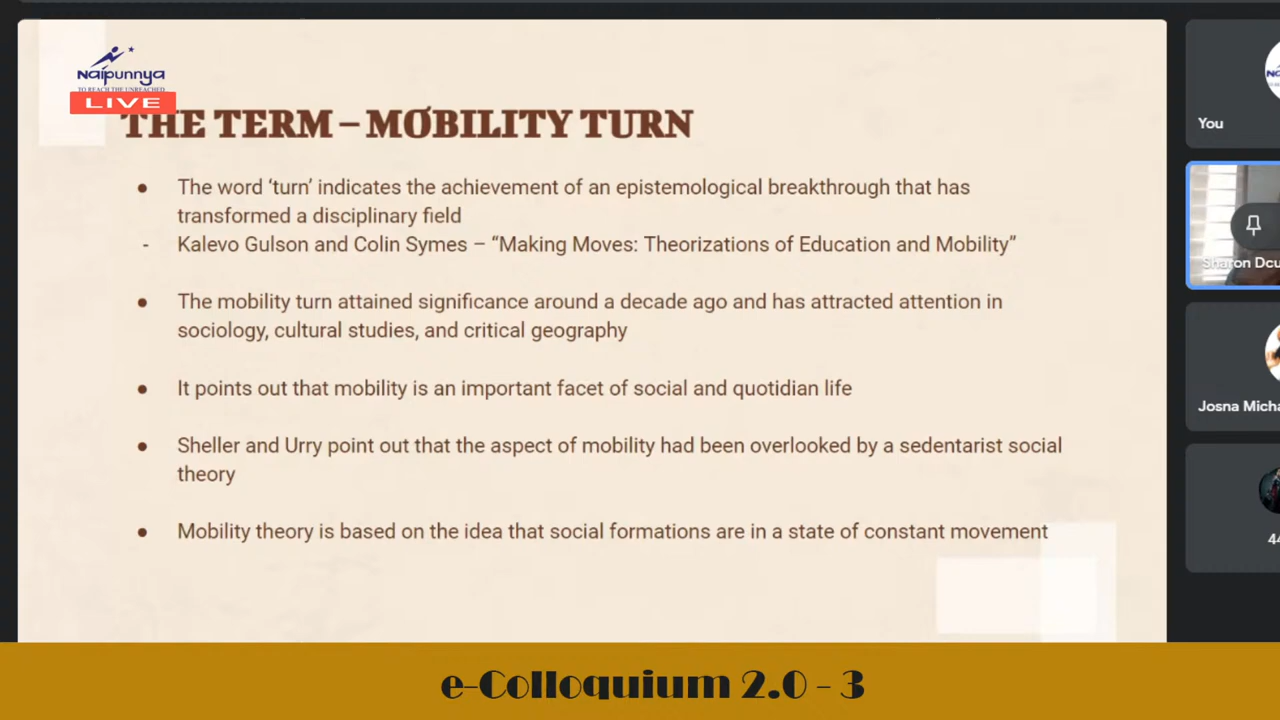 Naipunnya
TO REACH THE UNREACHED
LIVE
THE TERM – MOBILITY TURN
● The word ‘turn’ indicates the achievement of an epistemological breakthrough that has
transformed a disciplinary field
- Kalevo Gulson and Colin Symes – “Making Moves: Theorizations of Education and Mobility”
● The mobility turn attained significance around a decade ago and has attracted attention in
sociology, cultural studies, and critical geography
● It points out that mobility is an important facet of social and quotidian life
● Sheller and Urry point out that the aspect of mobility had been overlooked by a sedentarist social
theory
● Mobility theory is based on the idea that social formations are in a state of constant movement
You
Sharon Dcu
Josna Micha
44
e-Colloquium 2.0 - 3